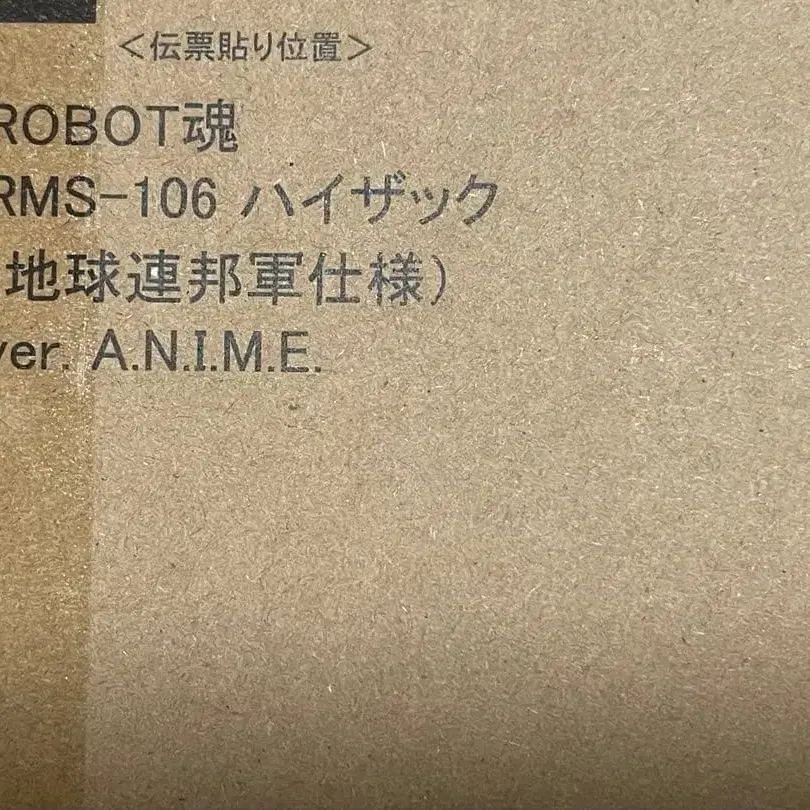 ＜伝票貼り位置＞
ROBOT魂
RMS-106 ハイザック
地球連邦軍仕様）
ver. A.N.I.M.E.